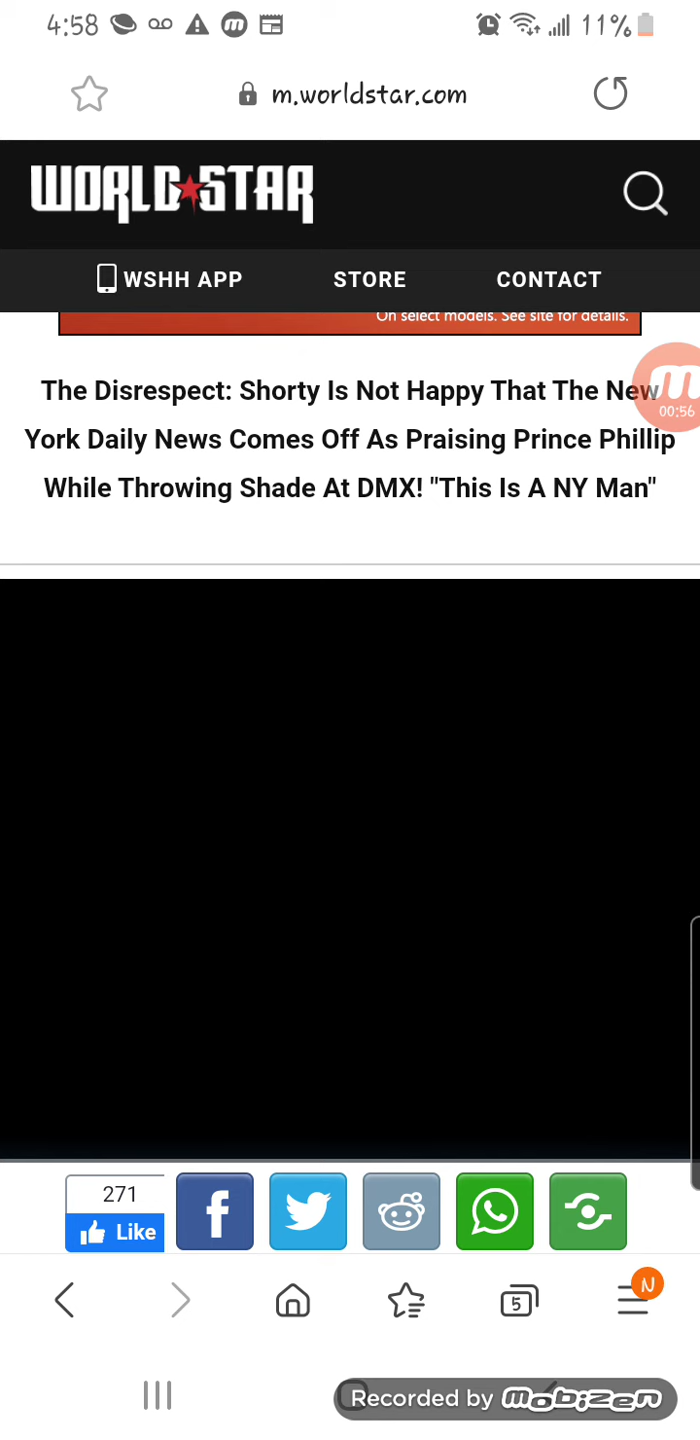 4:58
11%
m.worldstar.com
WORLD STAR
WSHH APP STORE CONTACT
On select models. See site for details.
The Disrespect: Shorty Is Not Happy That The New
00:56
York Daily News Comes Off As Praising Prince Phillip
While Throwing Shade At DMX! "This Is A NY Man"
271
Like
5
N
Recorded by mobizen